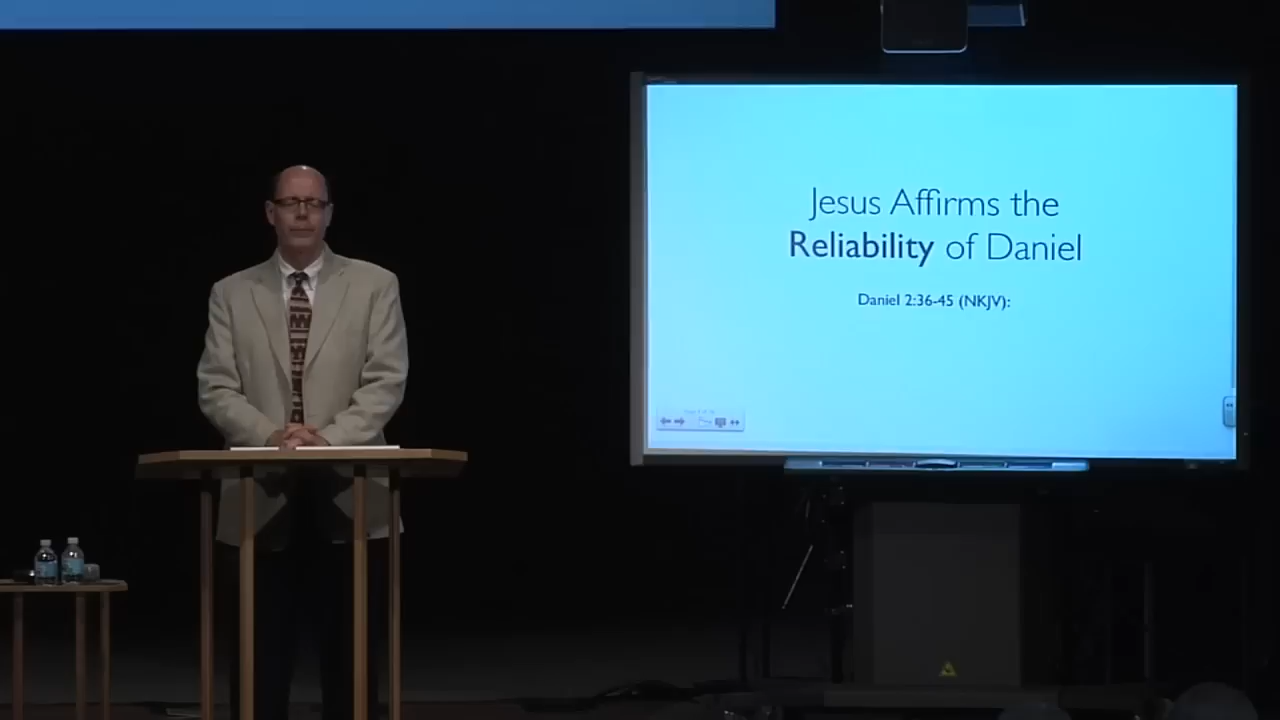 Jesus Affirms the
Reliability of Daniel
Daniel 2:36-45 (NKJV):